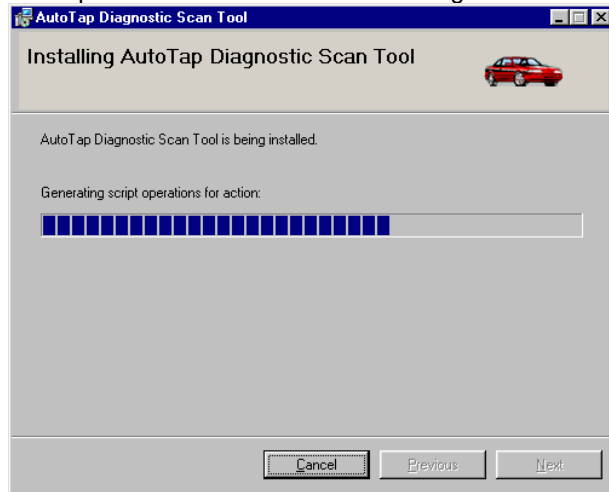 AutoTap Diagnostic Scan Tool
Installing AutoTap Diagnostic Scan Tool
AutoTap Diagnostic Scan Tool is being installed.
Generating script operations for action:
Cancel Previous Next